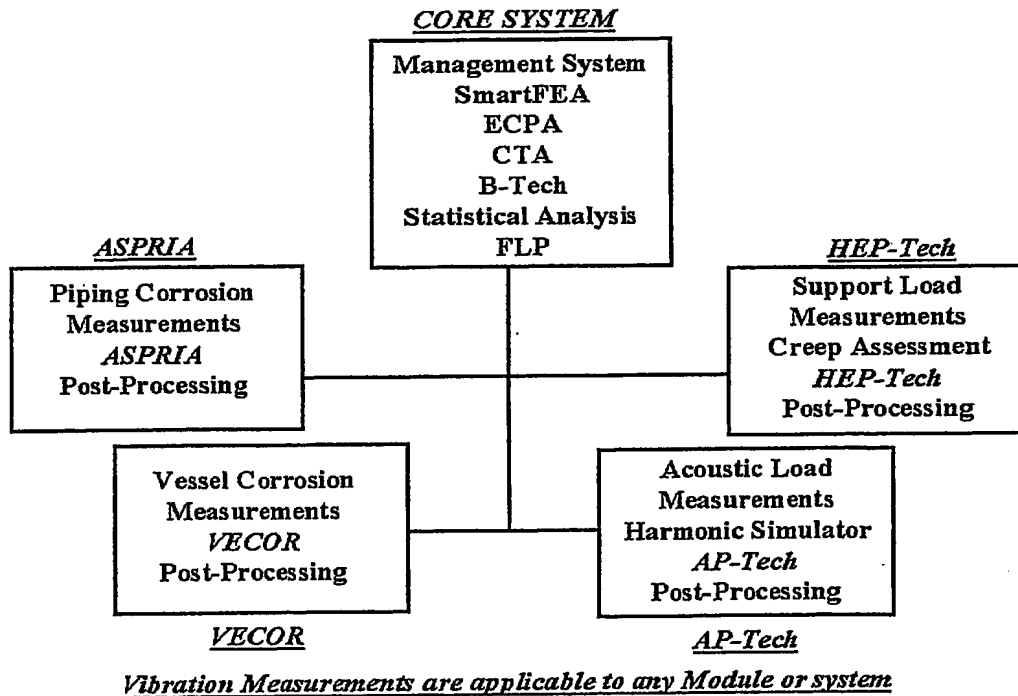 CORE SYSTEM
Management System
SmartFEA
ECPA
CTA
B-Tech
Statistical Analysis
FLP
ASPRIA
Piping Corrosion
Measurements
ASPRIA
Post-Processing
HEP-Tech
Support Load
Measurements
Creep Assessment
HEP-Tech
Post-Processing
Vessel Corrosion
Measurements
VECOR
Post-Processing
VECOR
Acoustic Load
Measurements
Harmonic Simulator
AP-Tech
Post-Processing
AP-Tech
Vibration Measurements are applicable to any Module or system